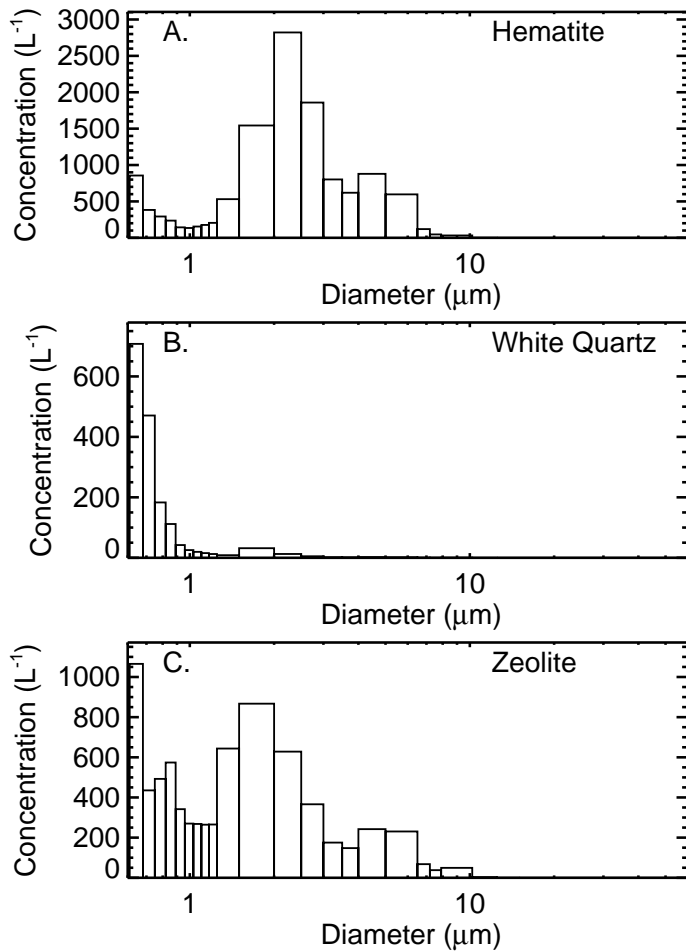 A.
Hematite
Concentration (L-1)
3000
2500
2000
1500
1000
500
0
1
10
Diameter (μm)
B.
White Quartz
Concentration (L-1)
600
400
200
0
1
10
Diameter (μm)
C.
Zeolite
Concentration (L-1)
1000
800
600
400
200
0
1
10
Diameter (μm)